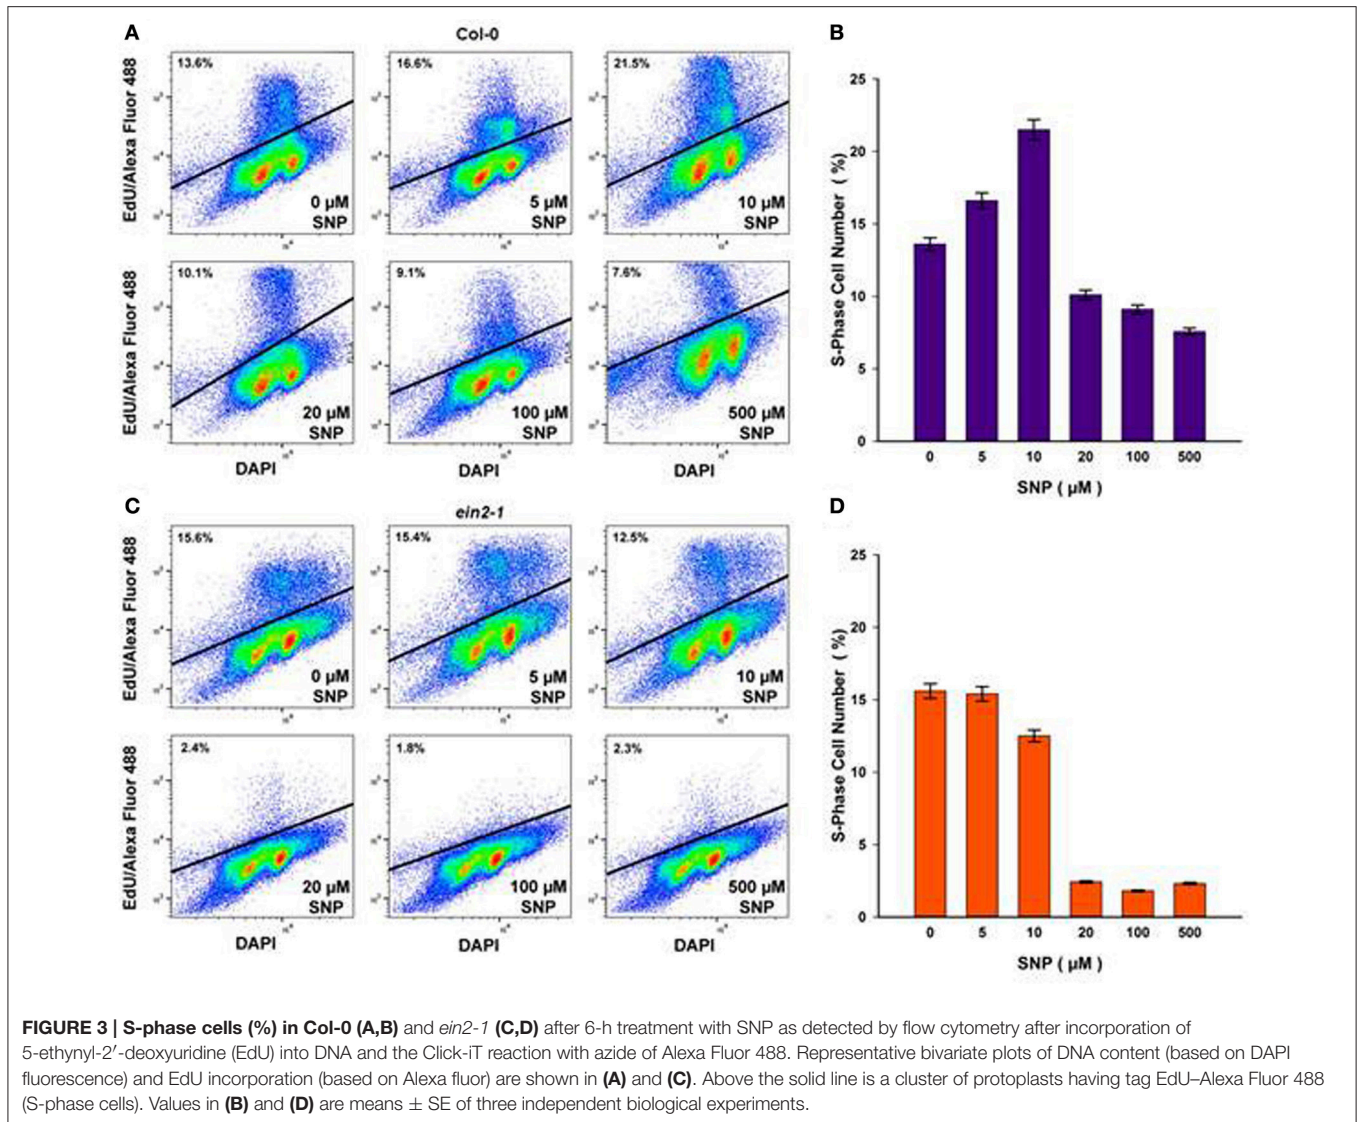 A
Col-0
EdU/Alexa Fluor 488
13.6%
0 µM
SNP
16.6%
5 µM
SNP
21.5%
10 µM
SNP
EdU/Alexa Fluor 488
10.1%
20 µM
SNP
9.1%
100 µM
SNP
7.6%
500 µM
SNP
DAPI
DAPI
DAPI
B
S-Phase Cell Number ( %)
25
20
15
10
5
0
0 5 10 20 100 500
SNP ( µM )
C
ein2-1
EdU/Alexa Fluor 488
15.6%
0 µM
SNP
15.4%
5 µM
SNP
12.5%
10 µM
SNP
EdU/Alexa Fluor 488
2.4%
20 µM
SNP
1.8%
100 µM
SNP
2.3%
500 µM
SNP
DAPI
DAPI
DAPI
D
S-Phase Cell Number ( %)
25
20
15
10
5
0
0 5 10 20 100 500
SNP ( µM )
FIGURE 3 | S-phase cells (%) in Col-0 (A,B) and ein2-1 (C,D) after 6-h treatment with SNP as detected by flow cytometry after incorporation of
5-ethynyl-2′-deoxyuridine (EdU) into DNA and the Click-iT reaction with azide of Alexa Fluor 488. Representative bivariate plots of DNA content (based on DAPI
fluorescence) and EdU incorporation (based on Alexa fluor) are shown in (A) and (C). Above the solid line is a cluster of protoplasts having tag EdU–Alexa Fluor 488
(S-phase cells). Values in (B) and (D) are means ± SE of three independent biological experiments.